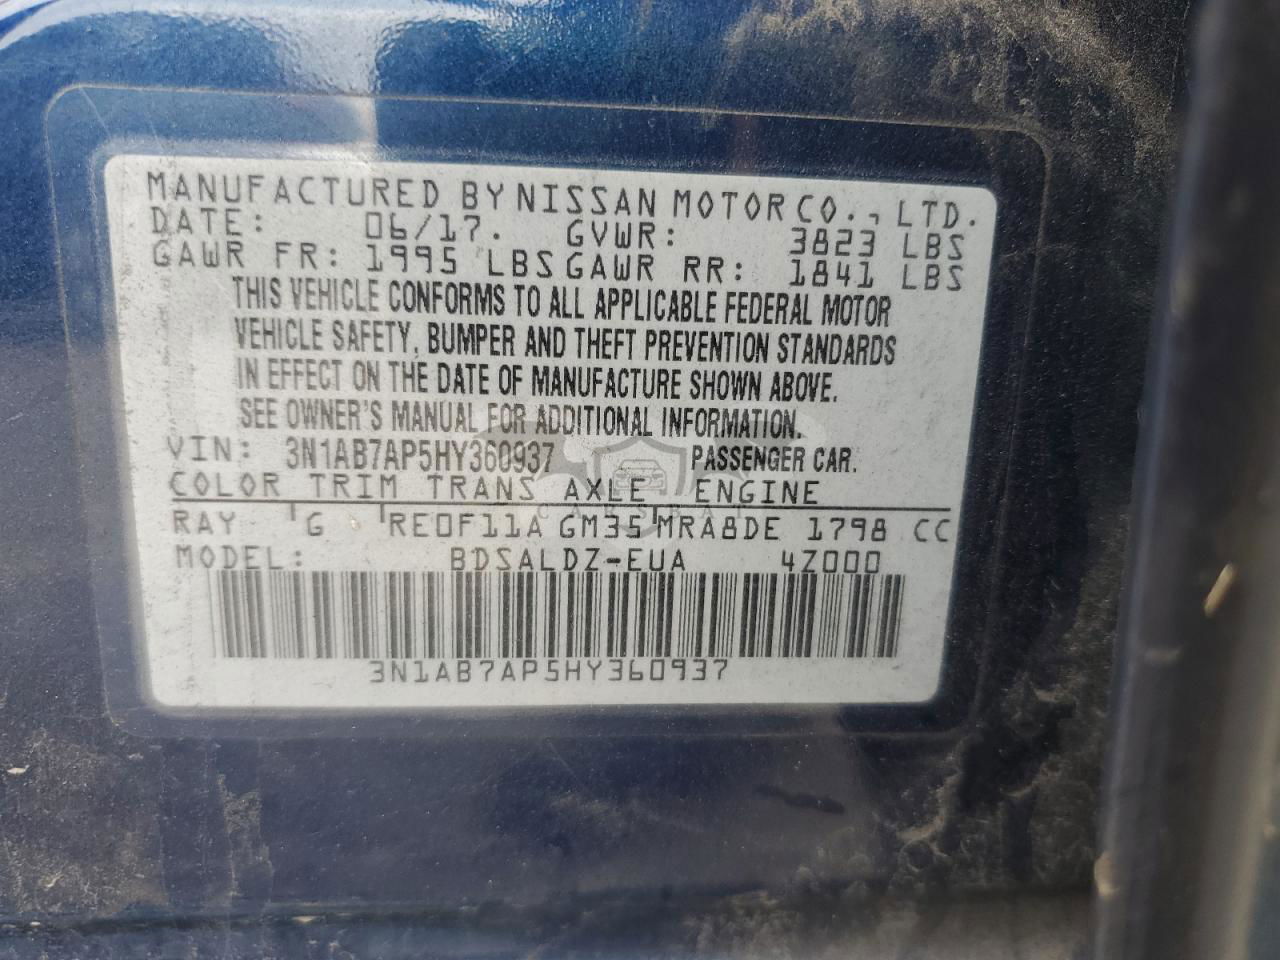 MANUFACTURED BY NISSAN MOTOR CO., LTD.
DATE: 06/17. GVWR: 3823 LBS
GAWR FR: 1995 LBS GAWR RR: 1841 LBS
THIS VEHICLE CONFORMS TO ALL APPLICABLE FEDERAL MOTOR
VEHICLE SAFETY, BUMPER AND THEFT PREVENTION STANDARDS
IN EFFECT ON THE DATE OF MANUFACTURE SHOWN ABOVE.
SEE OWNER'S MANUAL FOR ADDITIONAL INFORMATION.
VIN: 3N1AB7AP5HY360937 PASSENGER CAR.
COLOR TRIM TRANS AXLE ENGINE
RAY G RE0F11A GM35 MRA8DE 1798 CC
MODEL: BDSALDZ-EUA 4Z000
3N1AB7AP5HY360937